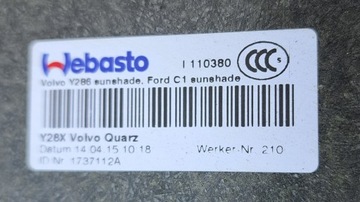 Webasto
I 110380
CCC S
Volvo Y286 sunshade, Ford C1 sunshade
Y28X Volvo Quarz
Datum 14.04.15 10:18
Werker-Nr. 210
ID Nr. 1737112A